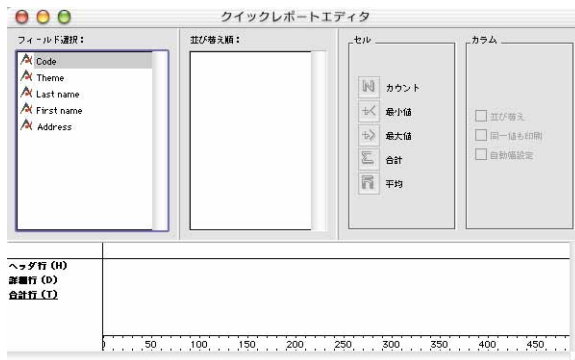 クイックレポートエディタ
フィールド選択：
Code
Theme
Last name
First name
Address
並び替え順：
セル
カウント
最小値
最大値
合計
平均
カラム
並び替え
同一値も印刷
自動値設定
ヘッダ行 (H)
詳細行 (D)
合計行 (T)
0 50 100 150 200 250 300 350 400 450